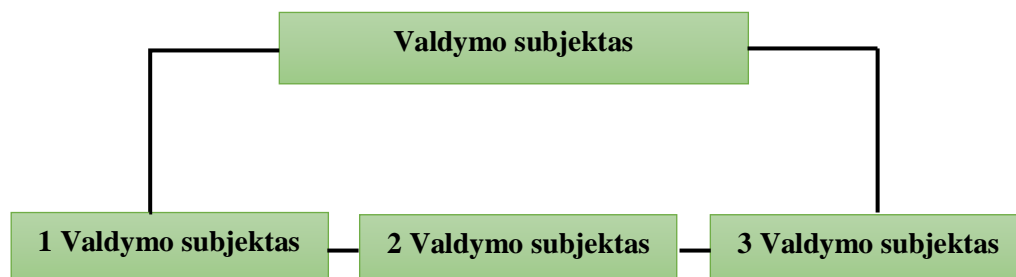 Valdymo subjektas
1 Valdymo subjektas
2 Valdymo subjektas
3 Valdymo subjektas